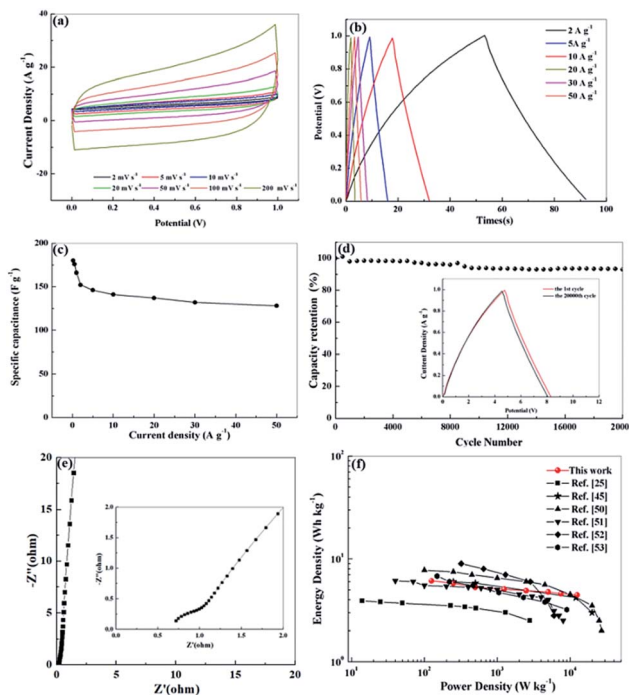 (a)
Current Density (A g⁻¹)
40
20
0
-20
2 mV s⁻¹ 5 mV s⁻¹ 10 mV s⁻¹
20 mV s⁻¹ 50 mV s⁻¹ 100 mV s⁻¹ 200 mV s⁻¹
0.0 0.2 0.4 0.6 0.8 1.0
Potential (V)
(b)
Potential (V)
1.0
0.8
0.6
0.4
0.2
0.0
2 A g⁻¹
5A g⁻¹
10 A g⁻¹
20 A g⁻¹
30 A g⁻¹
50 A g⁻¹
0 20 40 60 80 100
Times(s)
(c)
Specific capacitance (F g⁻¹)
200
150
100
50
0
0 10 20 30 40 50
Current density (A g⁻¹)
(d)
Capacity retention (%)
100
80
60
40
20
0
Current Density (A g⁻¹)
1.0
0.8
0.6
0.4
0.2
0.0
the 1st cycle
the 20000th cycle
0 3 6 9 12
Potential (V)
0 4000 8000 12000 16000 2000
Cycle Number
(e)
-Z''(ohm)
20
15
10
5
0
-Z''(ohm)
2.0
1.5
1.0
0.5
0.0
0.0 0.5 1.0 1.5 2.0
Z'(ohm)
0 5 10 15 20
Z'(ohm)
(f)
Energy Density (Wh kg⁻¹)
10²
10¹
10⁰
This work
Ref. [25]
Ref. [45]
Ref. [50]
Ref. [51]
Ref. [52]
Ref. [53]
10¹ 10² 10³ 10⁴
Power Density (W kg⁻¹)